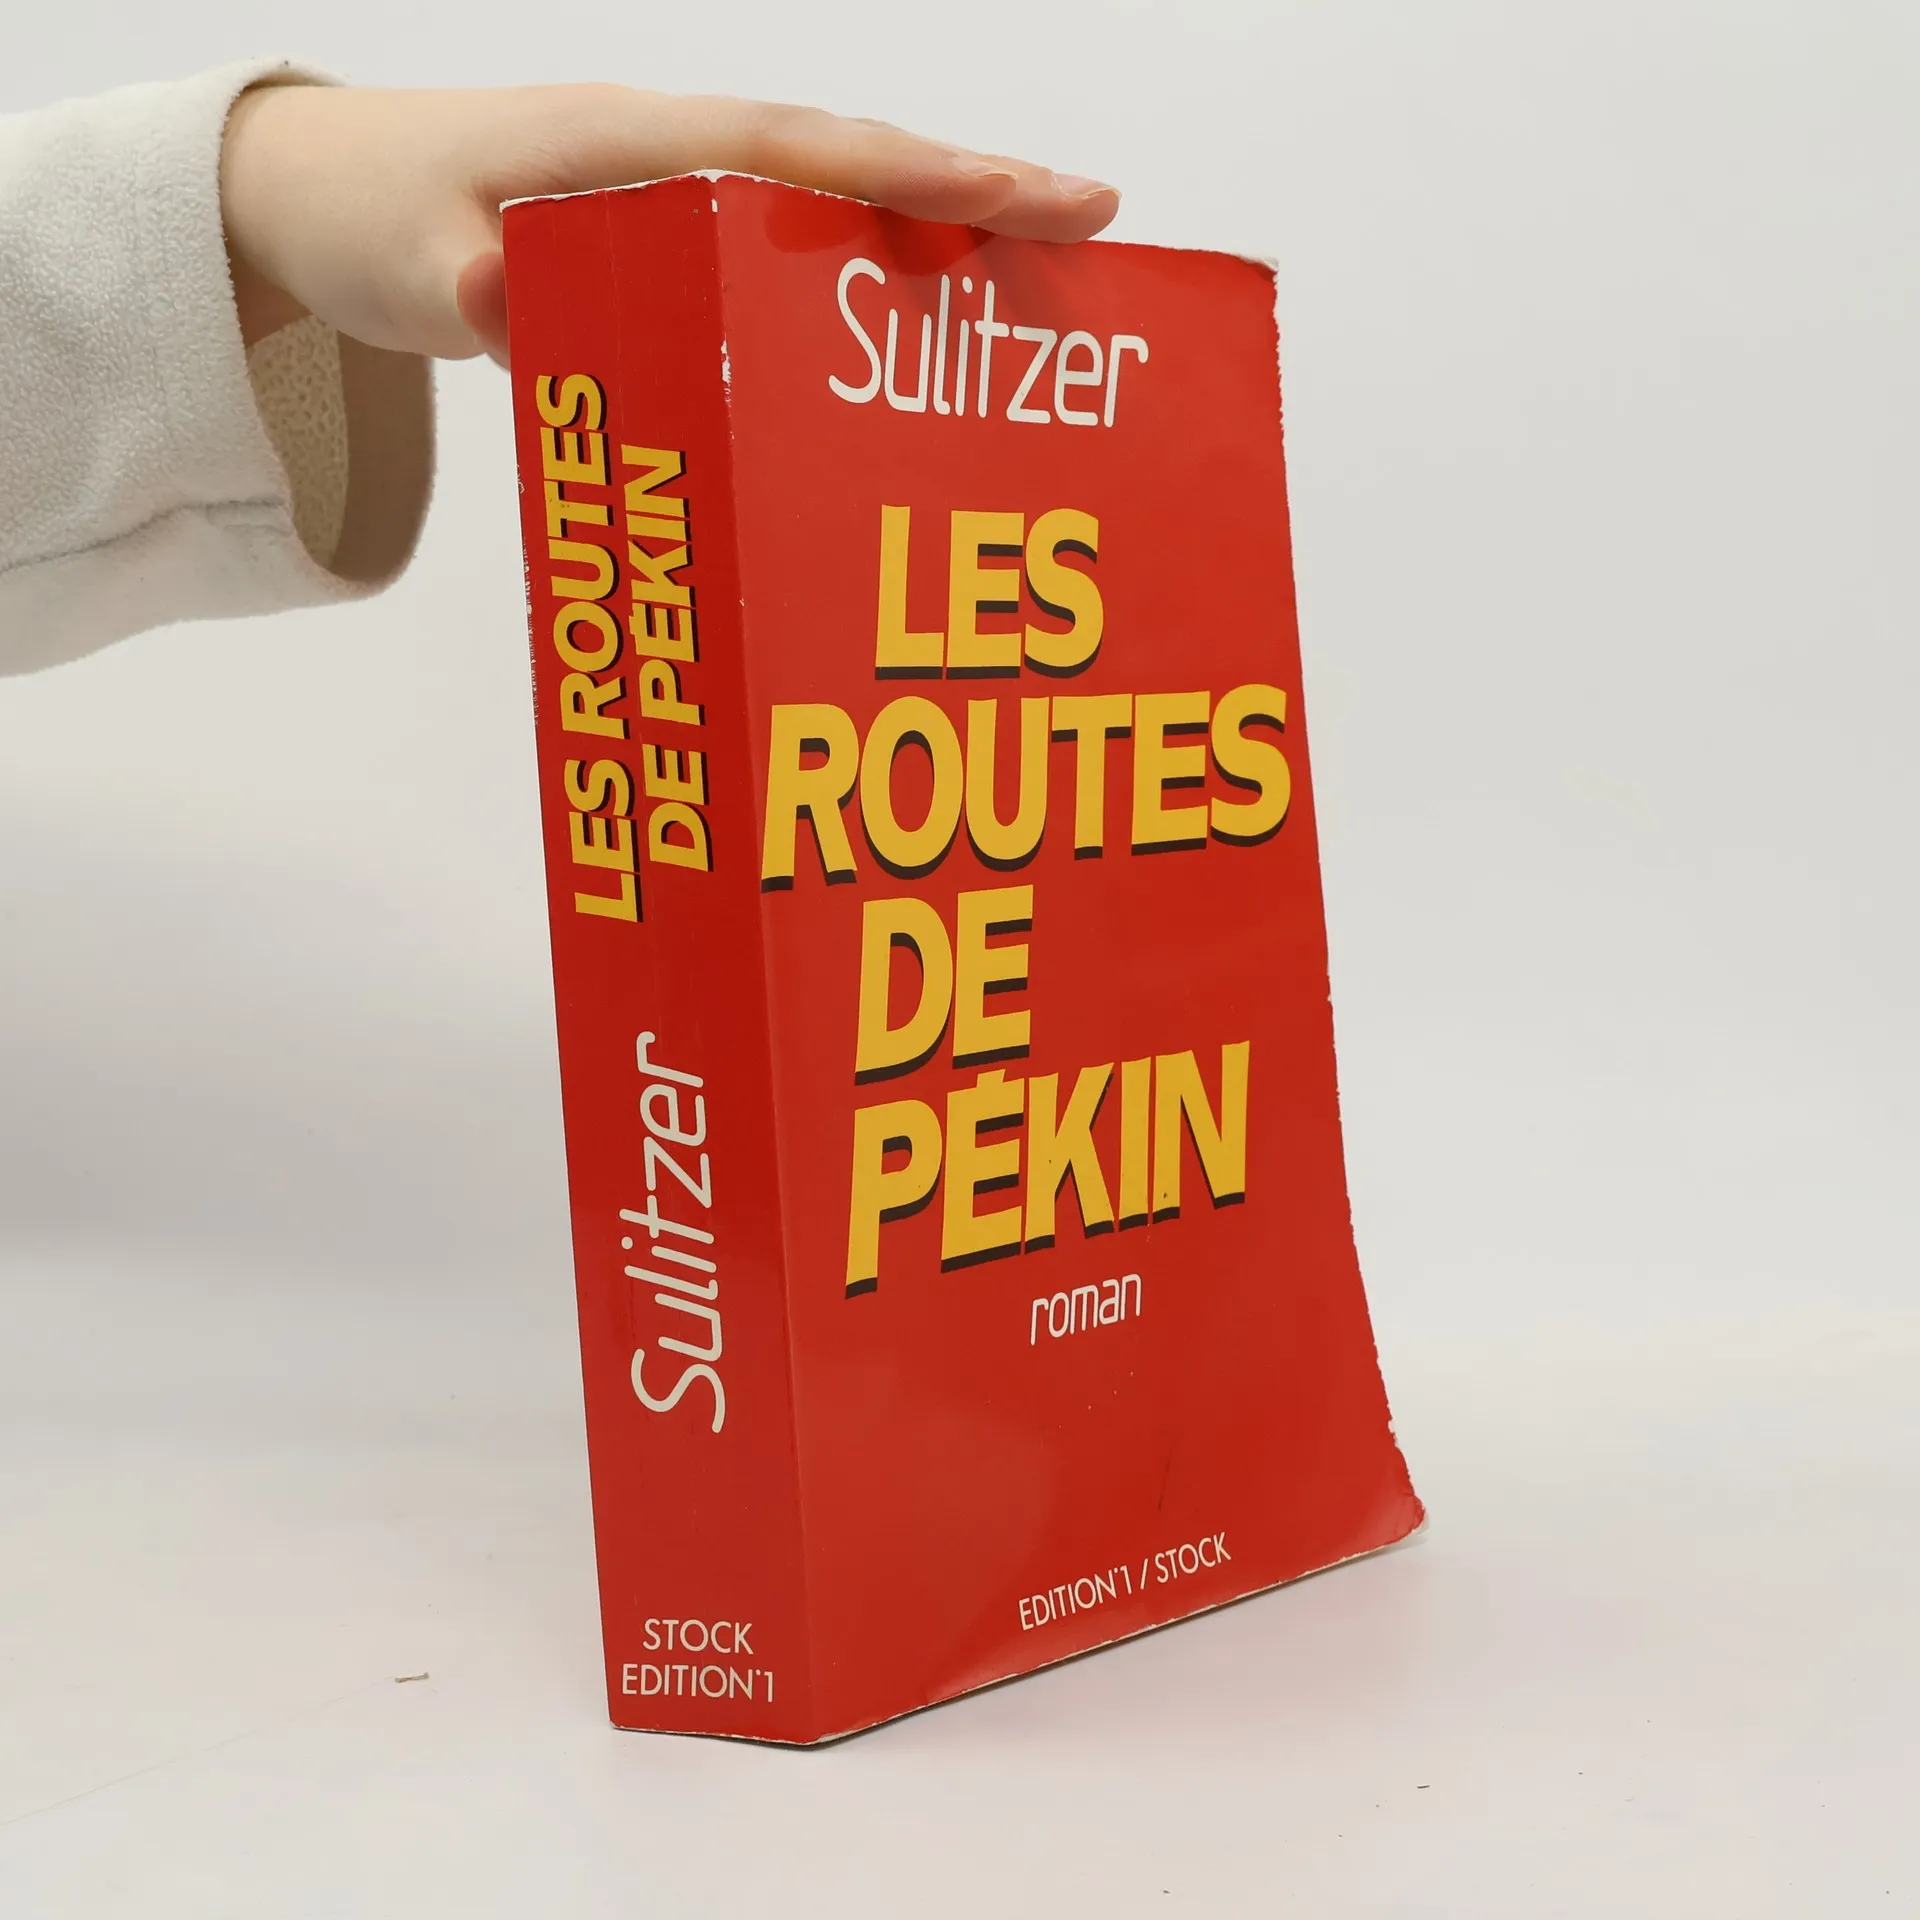 Sulitzer
LES
ROUTES
DE
PÉKIN
roman
EDITION°1 / STOCK
LES ROUTES
DE PÉKIN
Sulitzer
STOCK
EDITION°1